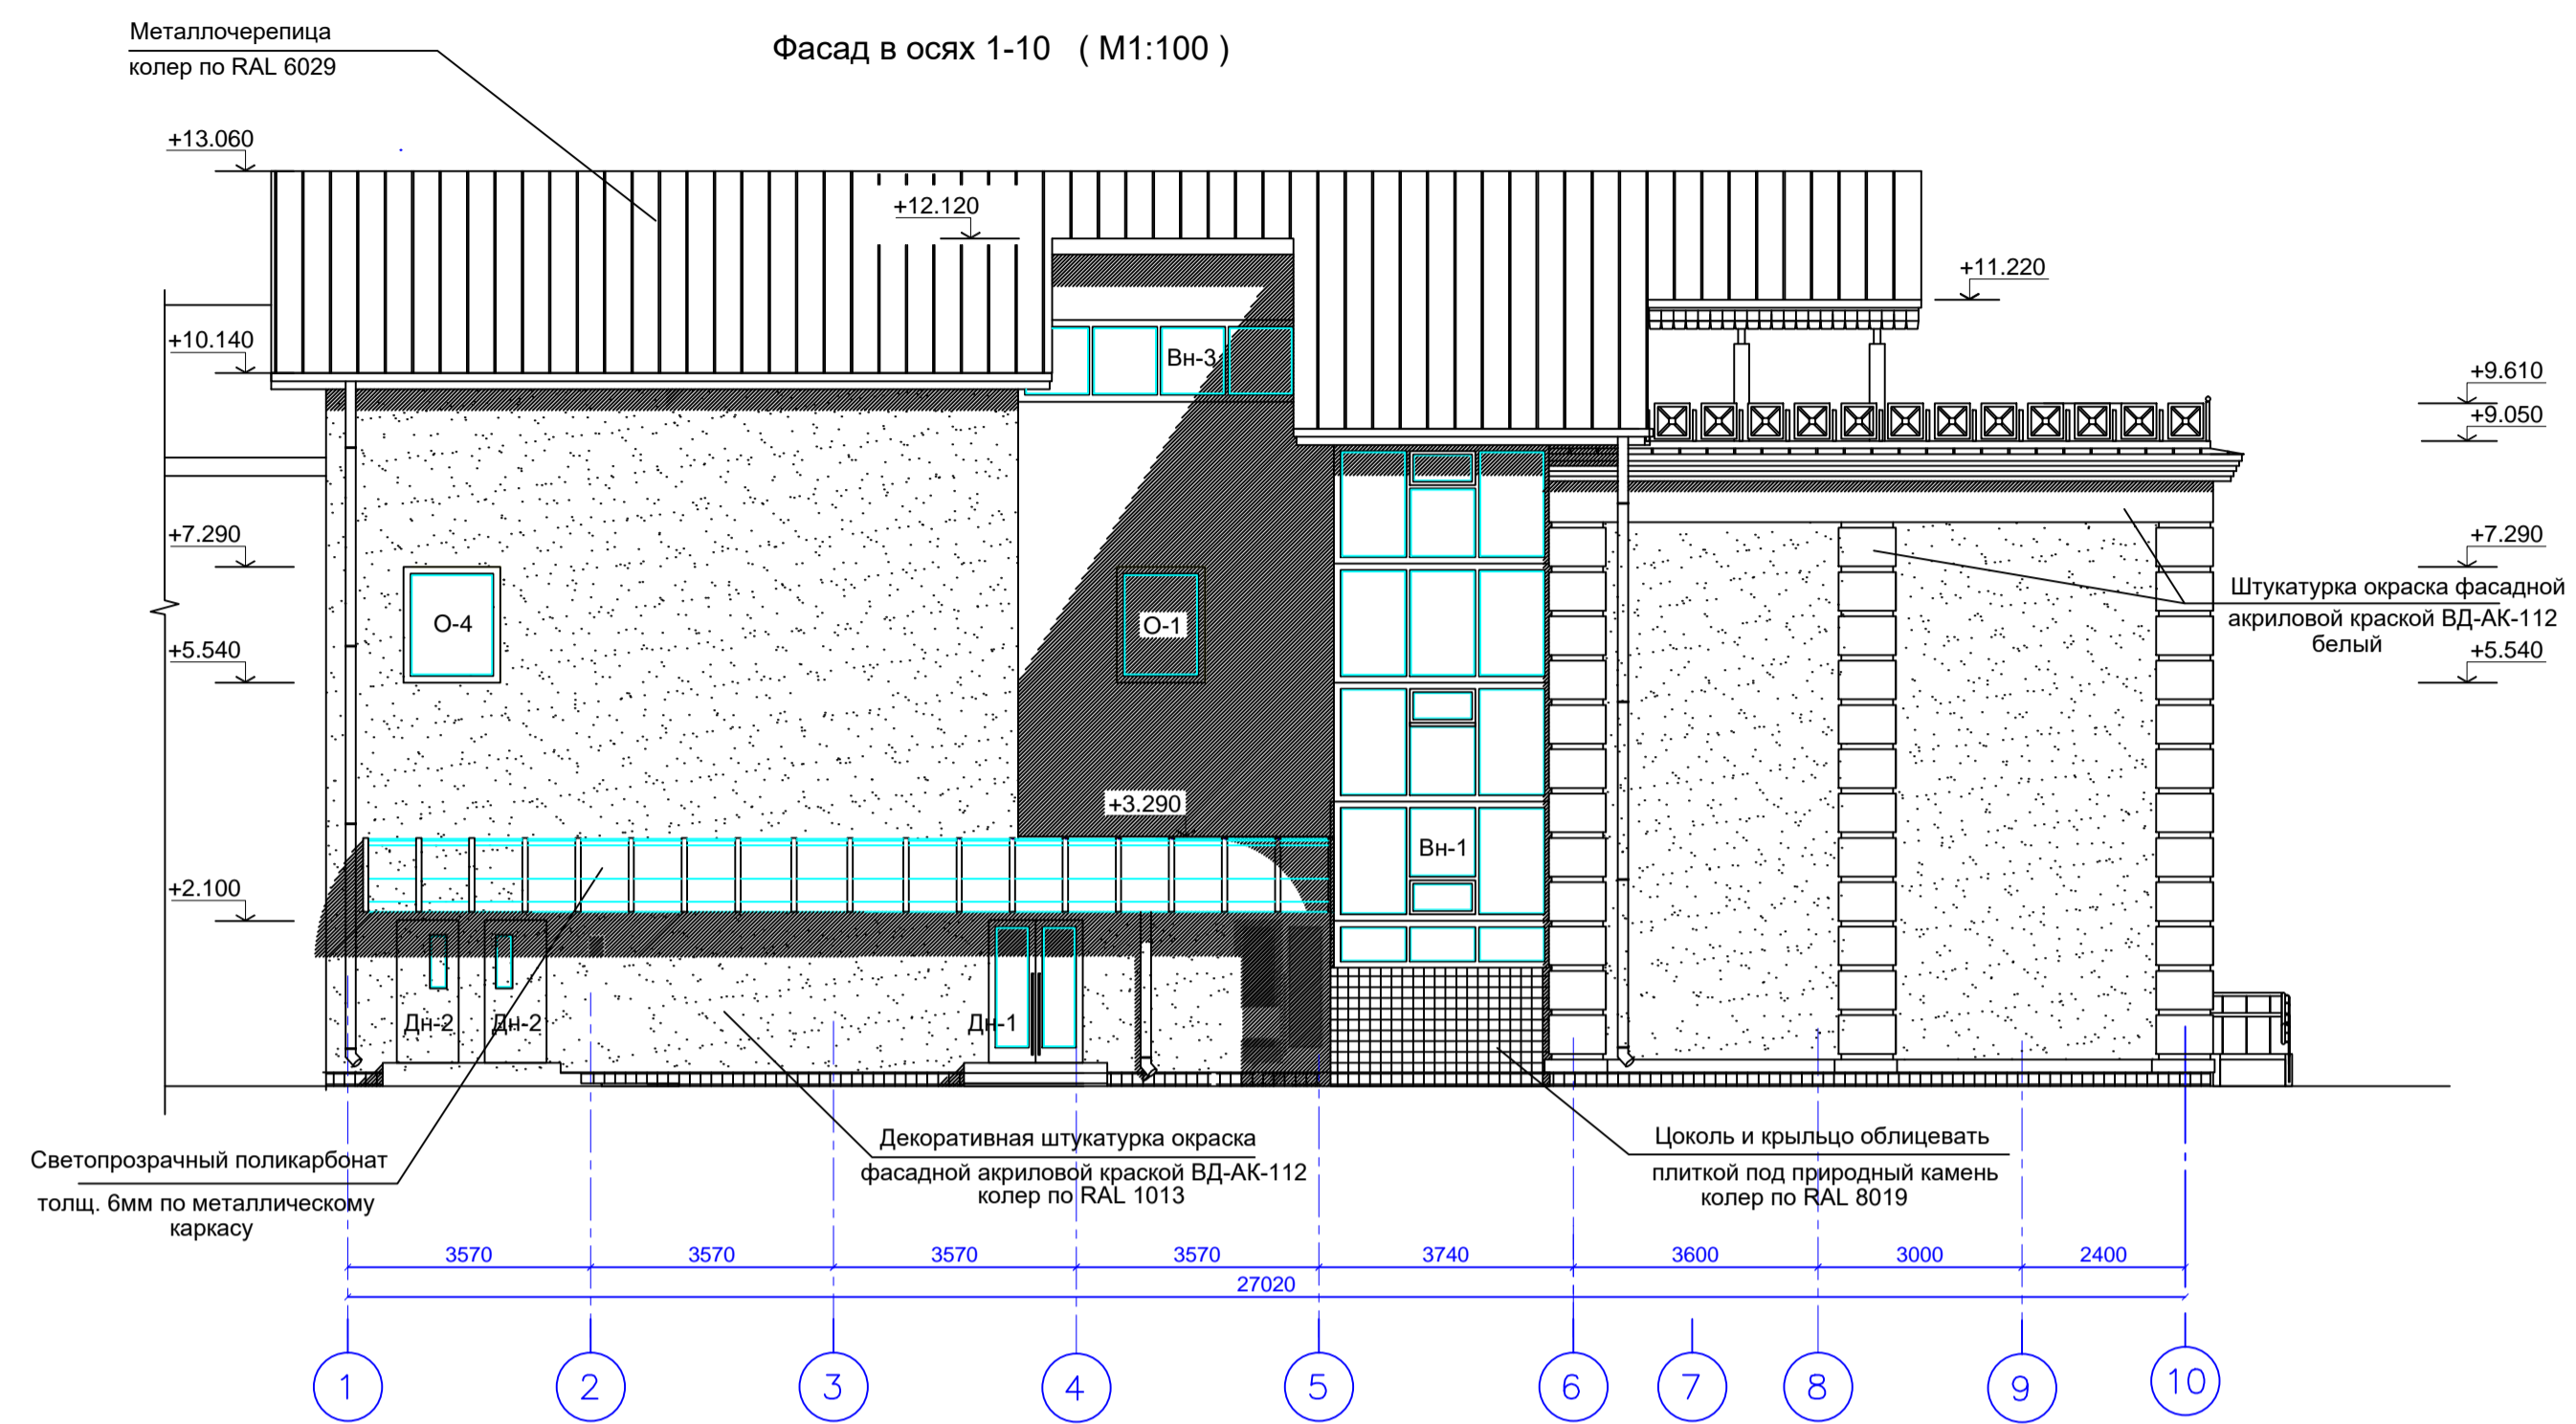 Металлочерепица
колер по RAL 6029
Фасад в осях 1-10 ( М1:100 )
+13.060
+12.120
+11.220
+10.140
Вн-3
+9.610
+9.050
+7.290
+7.290
О-4
О-1
Штукатурка окраска фасадной
акриловой краской ВД-АК-112
белый
+5.540
+5.540
+3.290
Вн-1
+2.100
Дн-2
Дн-2
Дн-1
Светопрозрачный поликарбонат
толщ. 6мм по металлическому
каркасу
Декоративная штукатурка окраска
фасадной акриловой краской ВД-АК-112
колер по RAL 1013
Цоколь и крыльцо облицевать
плиткой под природный камень
колер по RAL 8019
3570 3570 3570 3570 3740 3600 3000 2400
27020
1 2 3 4 5 6 7 8 9 10